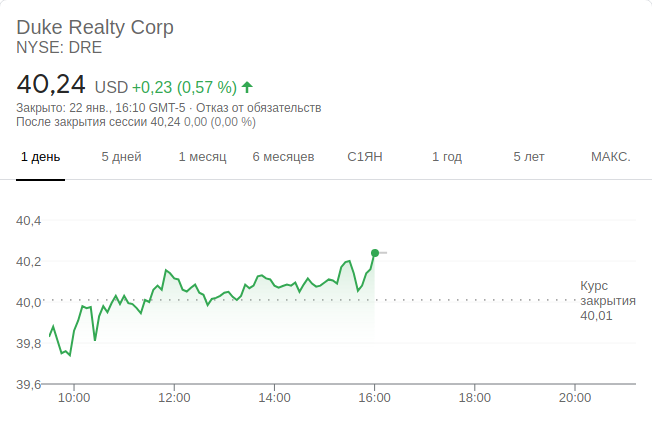 Duke Realty Corp
NYSE: DRE
40,24 USD +0,23 (0,57 %)
Закрыто: 22 янв., 16:10 GMT-5 · Отказ от обязательств
После закрытия сессии 40,24 0,00 (0,00 %)
1 день 5 дней 1 месяц 6 месяцев С1ЯН 1 год 5 лет МАКС.
40,4
40,2
40,0
39,8
39,6
Курс
закрытия
40,01
10:00 12:00 14:00 16:00 18:00 20:00